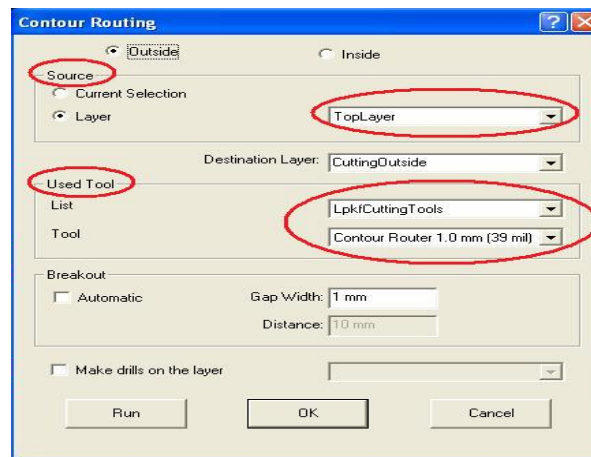 Contour Routing
Outside Inside
Source
Current Selection
Layer TopLayer
Destination Layer: CuttingOutside
Used Tool
List LpkfCuttingTools
Tool Contour Router 1.0 mm (39 mil)
Breakout
Automatic Gap Width: 1 mm
Distance: 10 mm
Make drills on the layer
Run OK Cancel